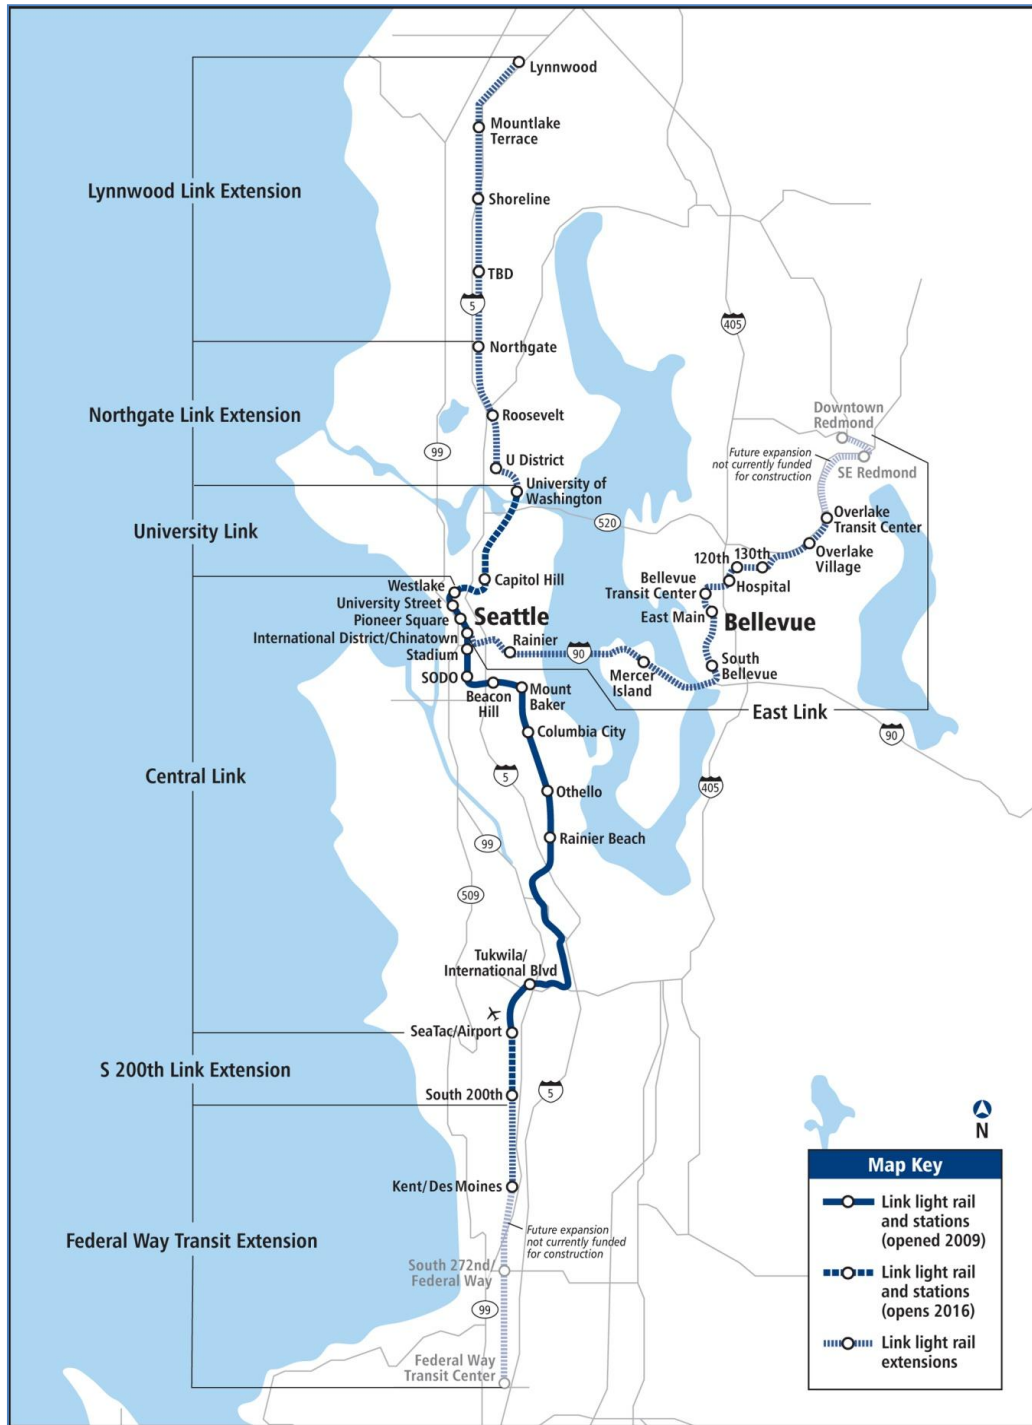 Lynnwood
Mountlake
Terrace
Lynnwood Link Extension
Shoreline
TBD
5
405
Northgate
Northgate Link Extension
Roosevelt
Downtown
Redmond
99
Future expansion
not currently funded
for construction
U District
SE Redmond
University of
Washington
520
Overlake
Transit Center
University Link
120th
130th
Overlake
Village
Capitol Hill
Westlake
Bellevue
Transit Center
Hospital
University Street
Seattle
Pioneer Square
East Main
Bellevue
International District/Chinatown
Rainier
90
Stadium
South
Bellevue
Mercer
Island
SODO
Beacon
Hill
Mount
Baker
East Link
Columbia City
90
Central Link
5
405
Othello
Rainier Beach
99
509
Tukwila/
International Blvd
SeaTac/Airport
S 200th Link Extension
South 200th
5
N
Kent/Des Moines
Federal Way Transit Extension
Future expansion
not currently funded
for construction
South 272nd/
Federal Way
99
Federal Way
Transit Center
Map Key
Link light rail
and stations
(opened 2009)
Link light rail
and stations
(opens 2016)
Link light rail
extensions